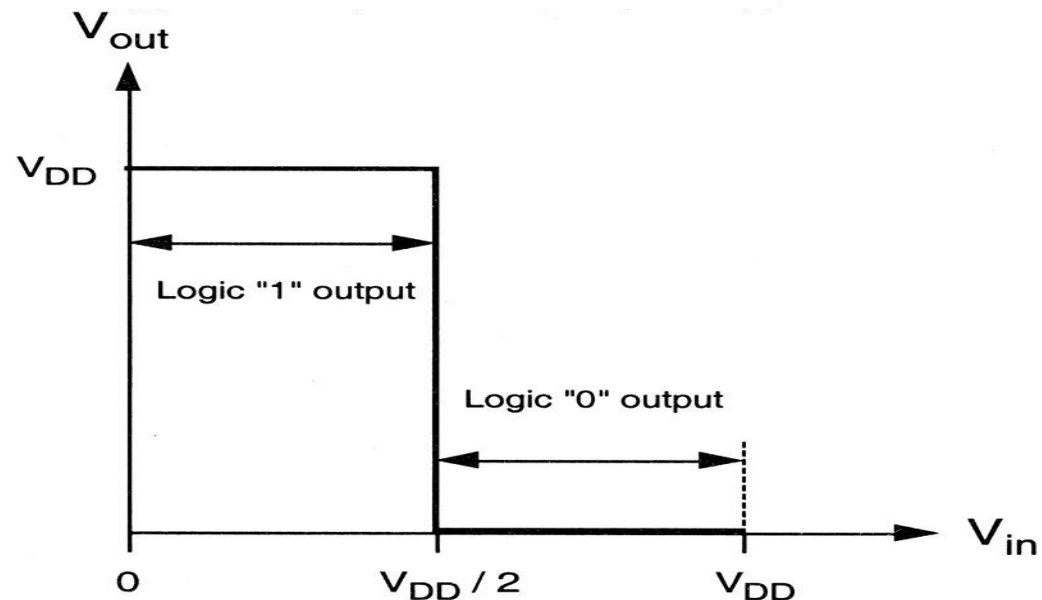 Vout
VDD
Logic "1" output
Logic "0" output
Vin
0
VDD / 2
VDD